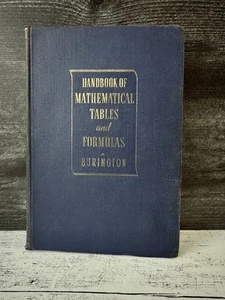 HANDBOOK OF
MATHEMATICAL
TABLES
and
FORMULAS
BURINGTON